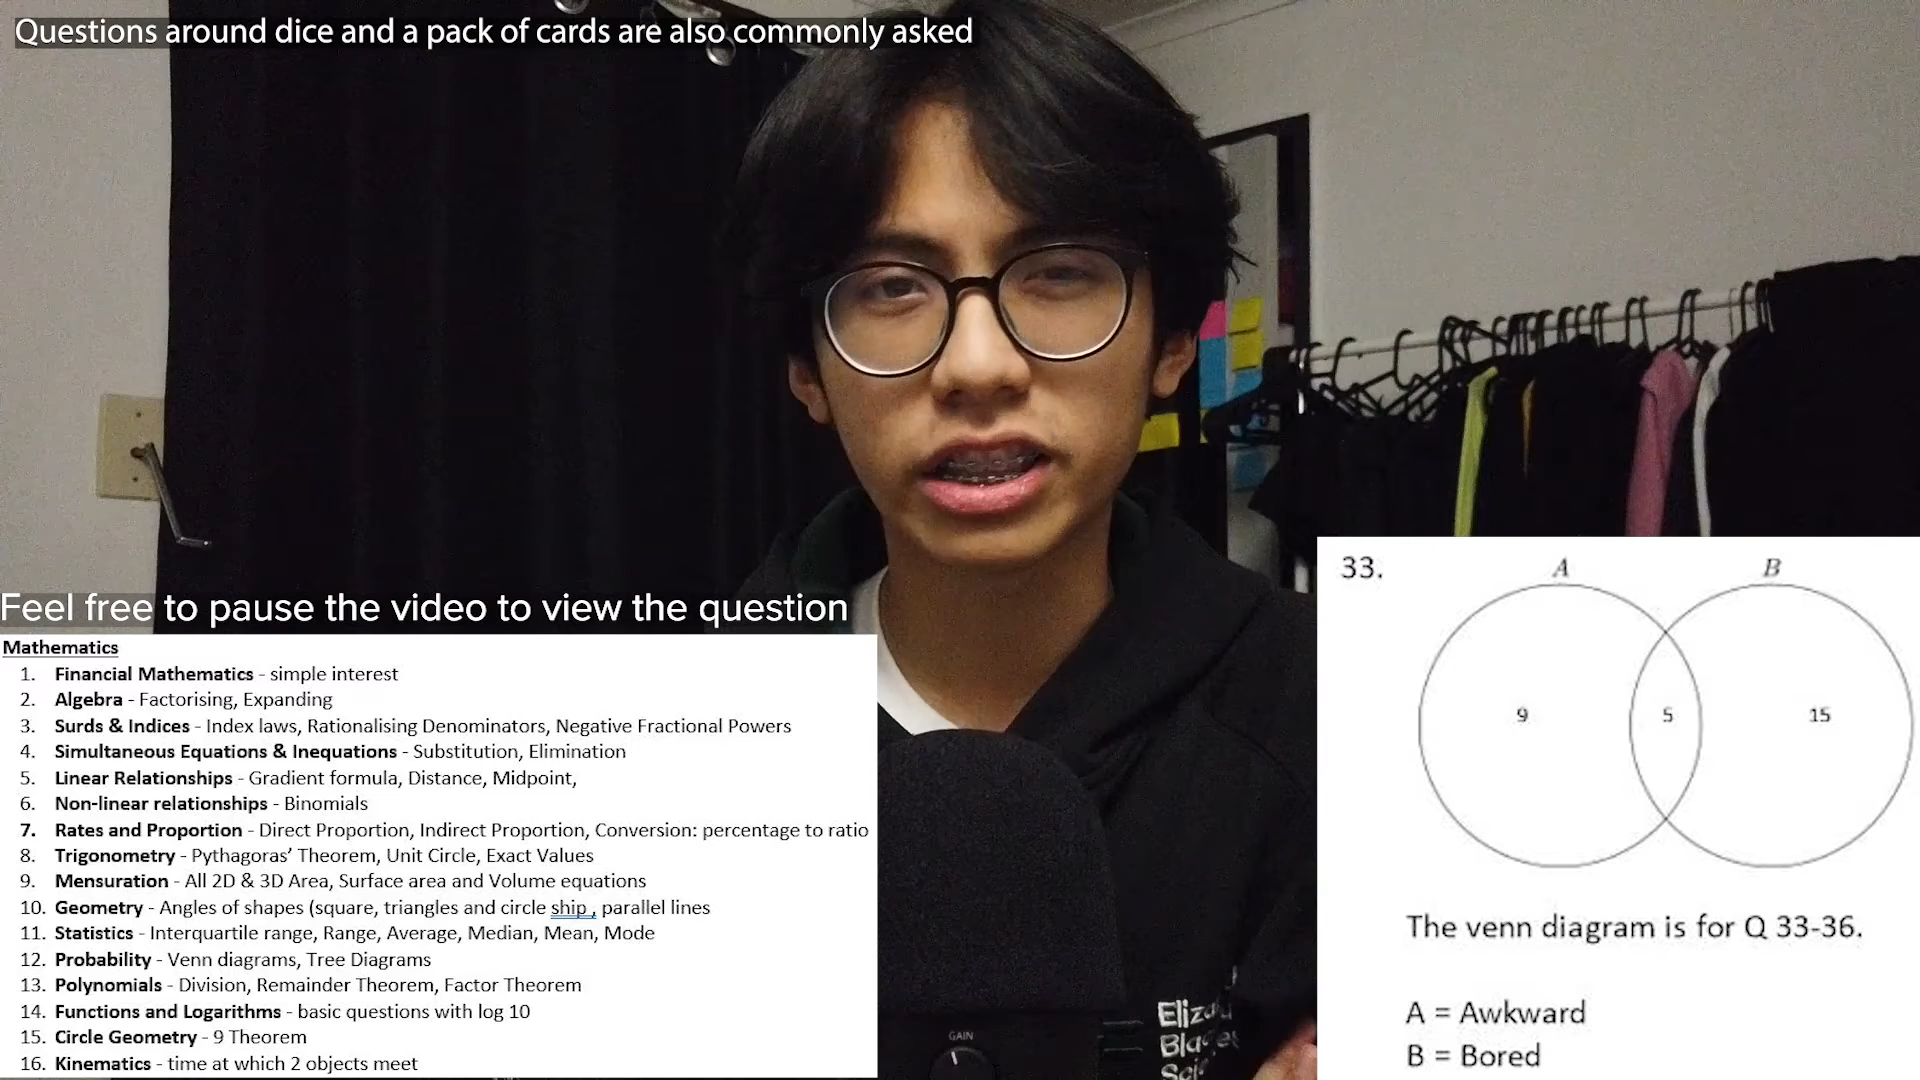 Questions around dice and a pack of cards are also commonly asked
Feel free to pause the video to view the question
Mathematics
1. Financial Mathematics - simple interest
2. Algebra - Factorising, Expanding
3. Surds & Indices - Index laws, Rationalising Denominators, Negative Fractional Powers
4. Simultaneous Equations & Inequations - Substitution, Elimination
5. Linear Relationships - Gradient formula, Distance, Midpoint,
6. Non-linear relationships - Binomials
7. Rates and Proportion - Direct Proportion, Indirect Proportion, Conversion: percentage to ratio
8. Trigonometry - Pythagoras' Theorem, Unit Circle, Exact Values
9. Mensuration - All 2D & 3D Area, Surface area and Volume equations
10. Geometry - Angles of shapes (square, triangles and circle ship , parallel lines
11. Statistics - Interquartile range, Range, Average, Median, Mean, Mode
12. Probability - Venn diagrams, Tree Diagrams
13. Polynomials - Division, Remainder Theorem, Factor Theorem
14. Functions and Logarithms - basic questions with log 10
15. Circle Geometry - 9 Theorem
16. Kinematics - time at which 2 objects meet
33.
A B
9 5 15
The venn diagram is for Q 33-36.
A = Awkward
B = Bored
GAIN